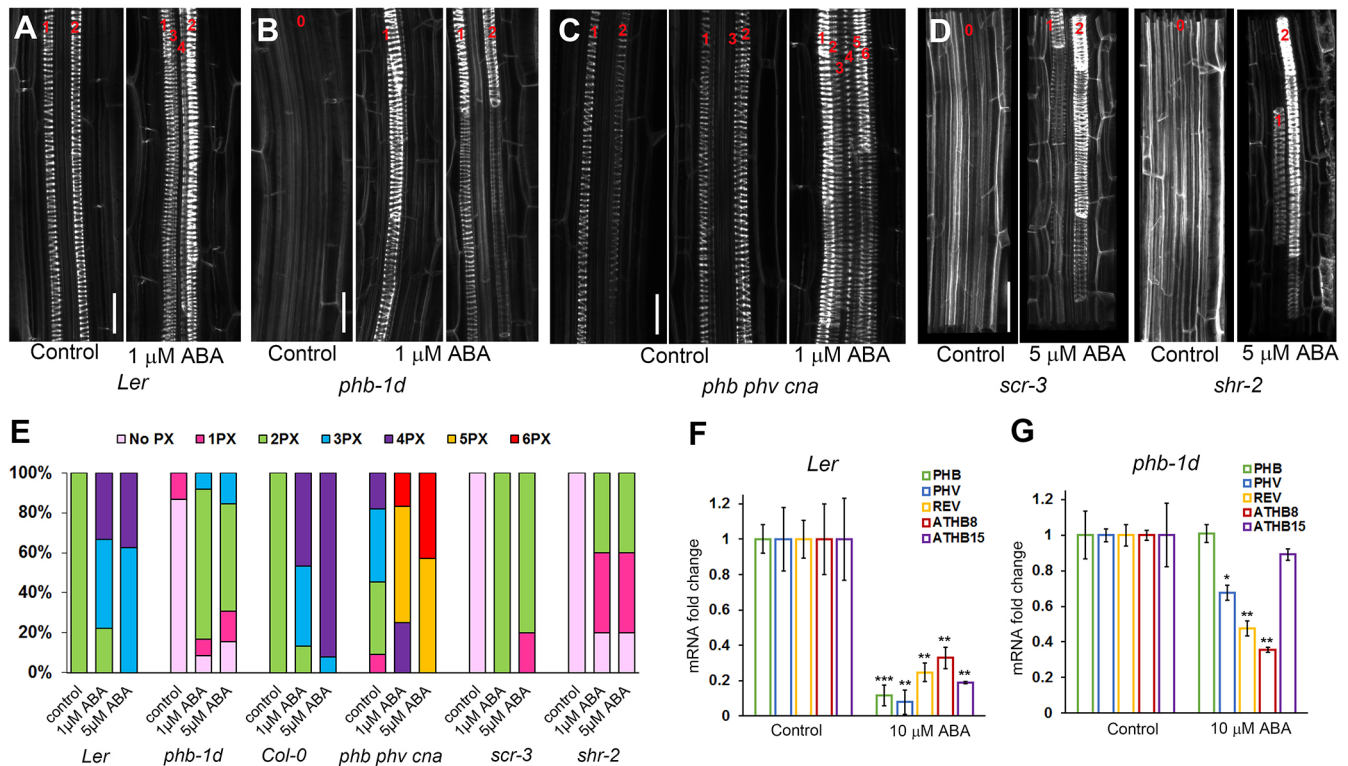 A
1
2
1
3
4
2
B
0
1
1
2
C
1
2
1
3
2
1
2
3
4
6
5
D
0
1
2
0
1
2
Control
1 μM ABA
Ler
Control
1 μM ABA
phb-1d
Control
1 μM ABA
phb phv cna
Control
5 μM ABA
scr-3
Control
5 μM ABA
shr-2
E
No PX 1PX 2PX 3PX 4PX 5PX 6PX
100%
80%
60%
40%
20%
0%
control
1μM ABA
5μM ABA
control
1μM ABA
5μM ABA
control
1μM ABA
5μM ABA
control
1μM ABA
5μM ABA
control
1μM ABA
5μM ABA
control
1μM ABA
5μM ABA
Ler phb-1d Col-0 phb phv cna scr-3 shr-2
F
Ler
PHB
PHV
REV
ATHB8
ATHB15
mRNA fold change
1.2
1
0.8
0.6
0.4
0.2
0
***
**
**
**
**
Control 10 μM ABA
G
phb-1d
PHB
PHV
REV
ATHB8
ATHB15
mRNA fold change
1.2
1
0.8
0.6
0.4
0.2
0
*
**
**
Control 10 μM ABA